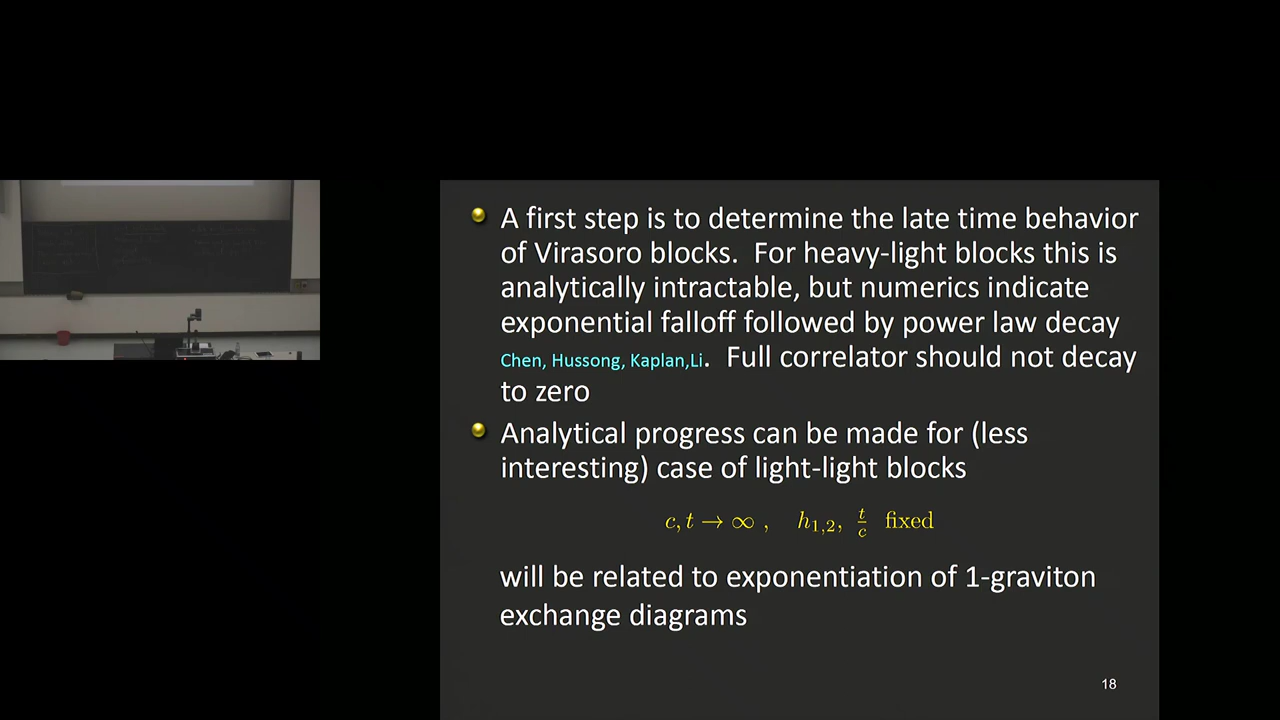 A first step is to determine the late time behavior
of Virasoro blocks. For heavy-light blocks this is
analytically intractable, but numerics indicate
exponential falloff followed by power law decay
Chen, Hussong, Kaplan,Li. Full correlator should not decay
to zero
Analytical progress can be made for (less
interesting) case of light-light blocks
c, t → ∞ , h_{1,2}, t/c fixed
will be related to exponentiation of 1-graviton
exchange diagrams
18